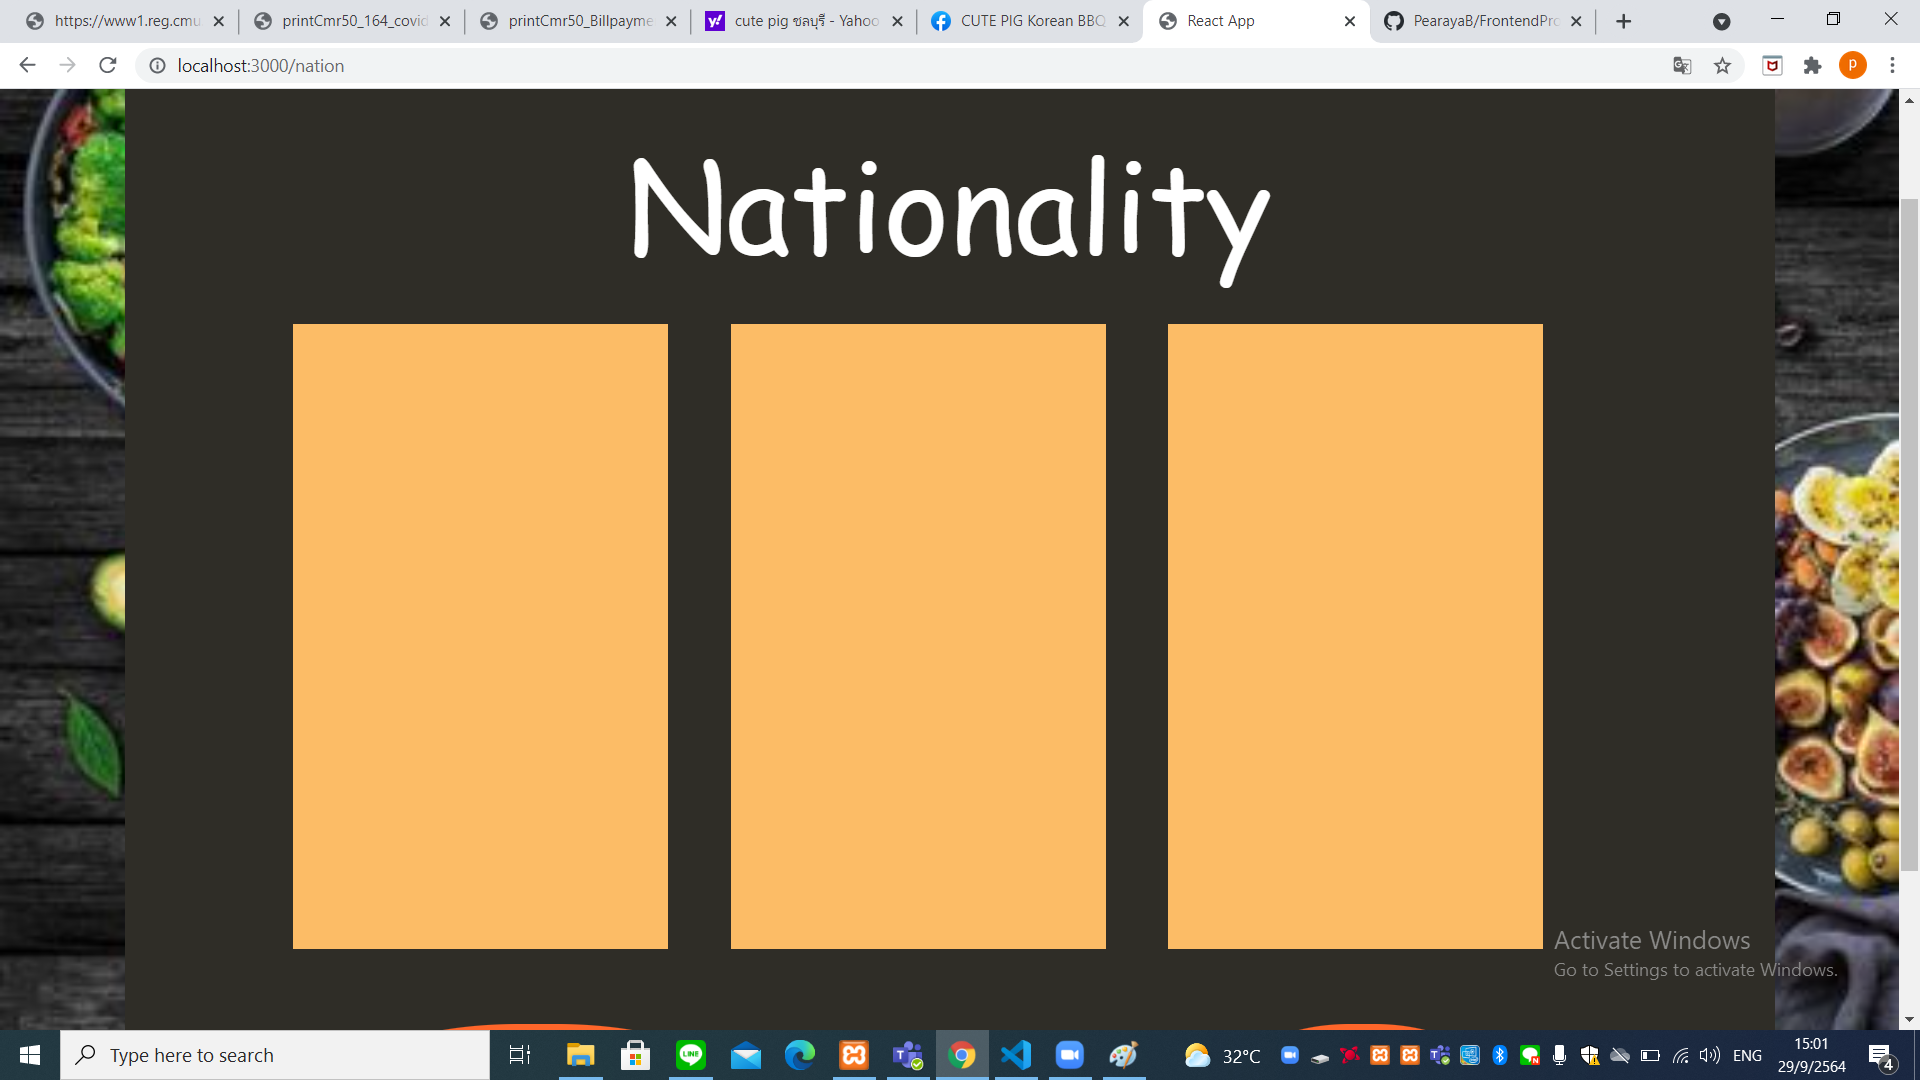 https://www1.reg.cmu
printCmr50_164_covid
printCmr50_Billpayme
cute pig ชลบุรี - Yahoo
CUTE PIG Korean BBQ
React App
PearayaB/FrontendPro
localhost:3000/nation
P
Nationality
Activate Windows
Go to Settings to activate Windows.
Type here to search
LINE
32°C
ENG
15:01
29/9/2564
4